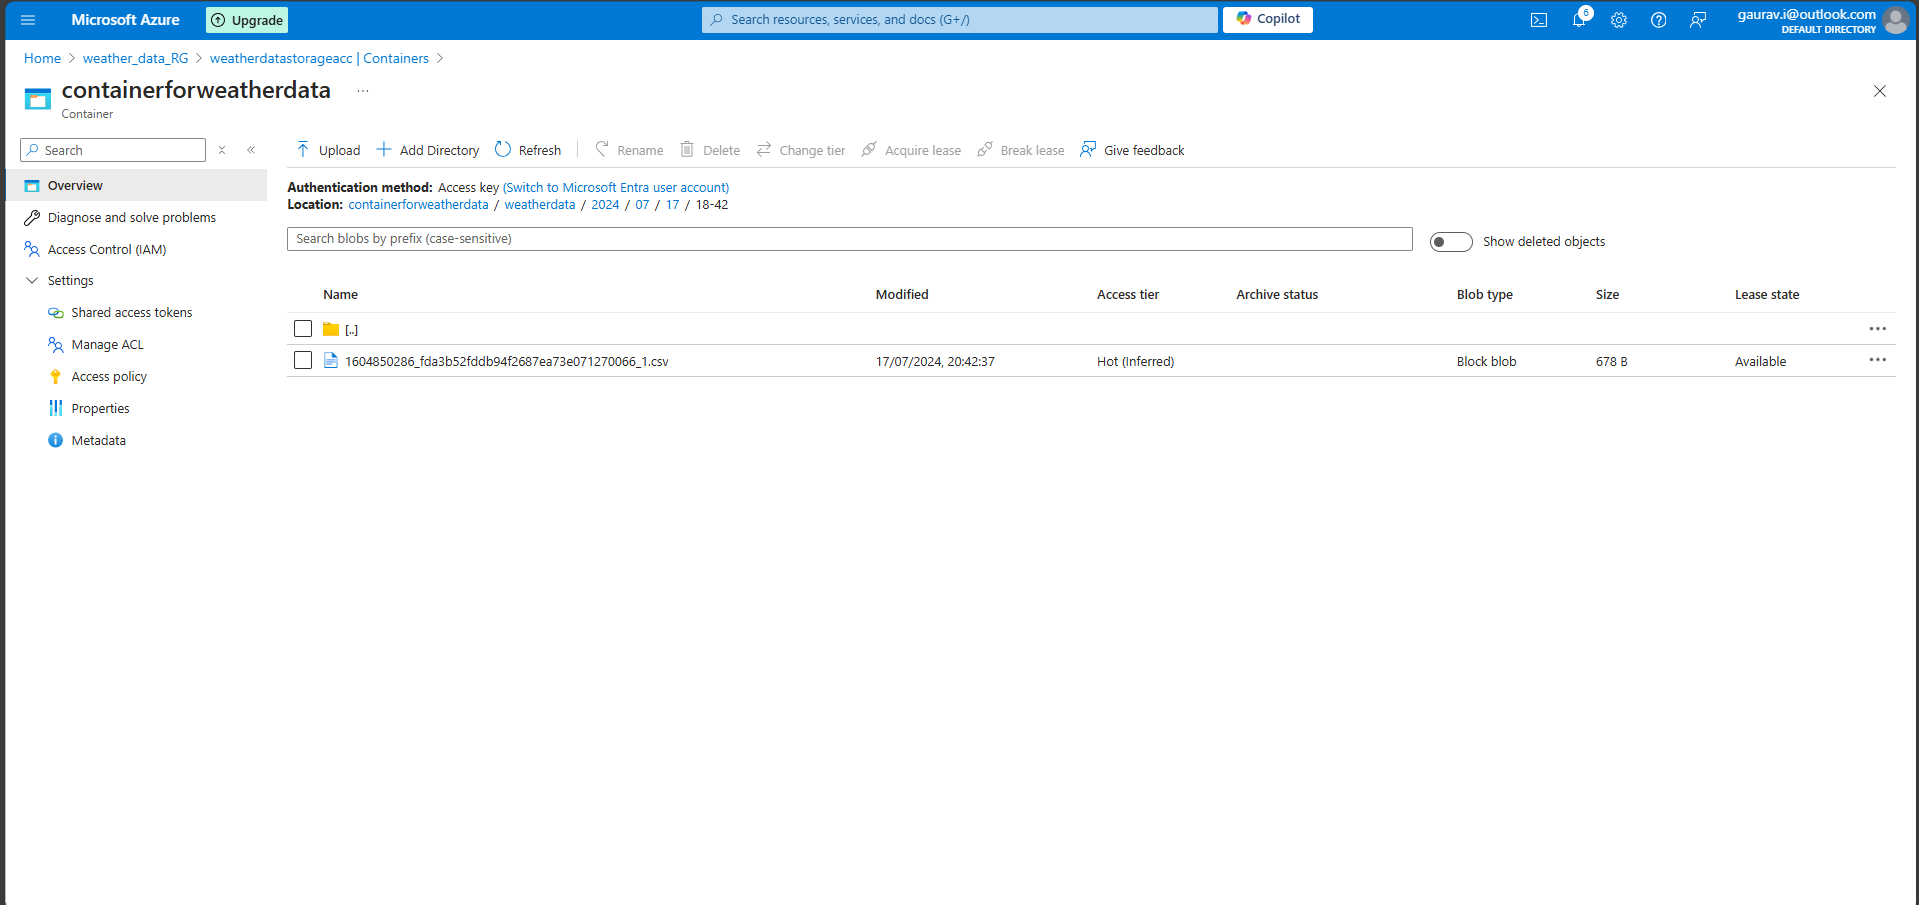 Microsoft Azure Upgrade Search resources, services, and docs (G+/) Copilot 6 gaurav.i@outlook.com
DEFAULT DIRECTORY
Home > weather_data_RG > weatherdatastorageacc | Containers >
containerforweatherdata ...
Container
Search
Upload Add Directory Refresh Rename Delete Change tier Acquire lease Break lease Give feedback
Overview
Diagnose and solve problems
Access Control (IAM)
Settings
Shared access tokens
Manage ACL
Access policy
Properties
Metadata
Authentication method: Access key (Switch to Microsoft Entra user account)
Location: containerforweatherdata / weatherdata / 2024 / 07 / 17 / 18-42
Search blobs by prefix (case-sensitive) Show deleted objects
Name Modified Access tier Archive status Blob type Size Lease state
[..]
1604850286_fda3b52fddb94f2687ea73e071270066_1.csv 17/07/2024, 20:42:37 Hot (Inferred) Block blob 678 B Available